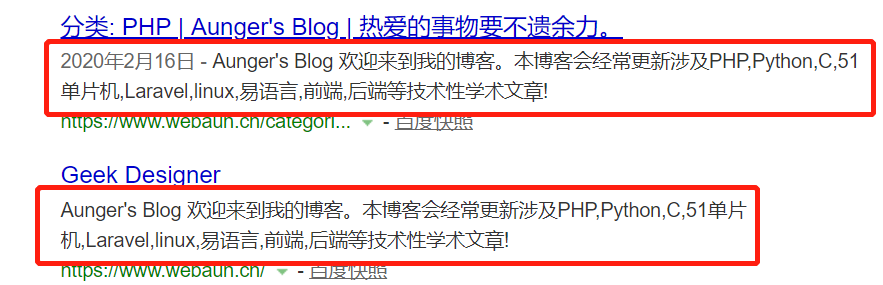 分类: PHP | Aunger's Blog | 热爱的事物要不遗余力。
2020年2月16日 - Aunger's Blog 欢迎来到我的博客。本博客会经常更新涉及PHP,Python,C,51
单片机,Laravel,linux,易语言,前端,后端等技术性学术文章!
https://www.webaun.cn/categori... - 百度快照
Geek Designer
Aunger's Blog 欢迎来到我的博客。本博客会经常更新涉及PHP,Python,C,51单片
机,Laravel,linux,易语言,前端,后端等技术性学术文章!
https://www.webaun.cn/ - 百度快照